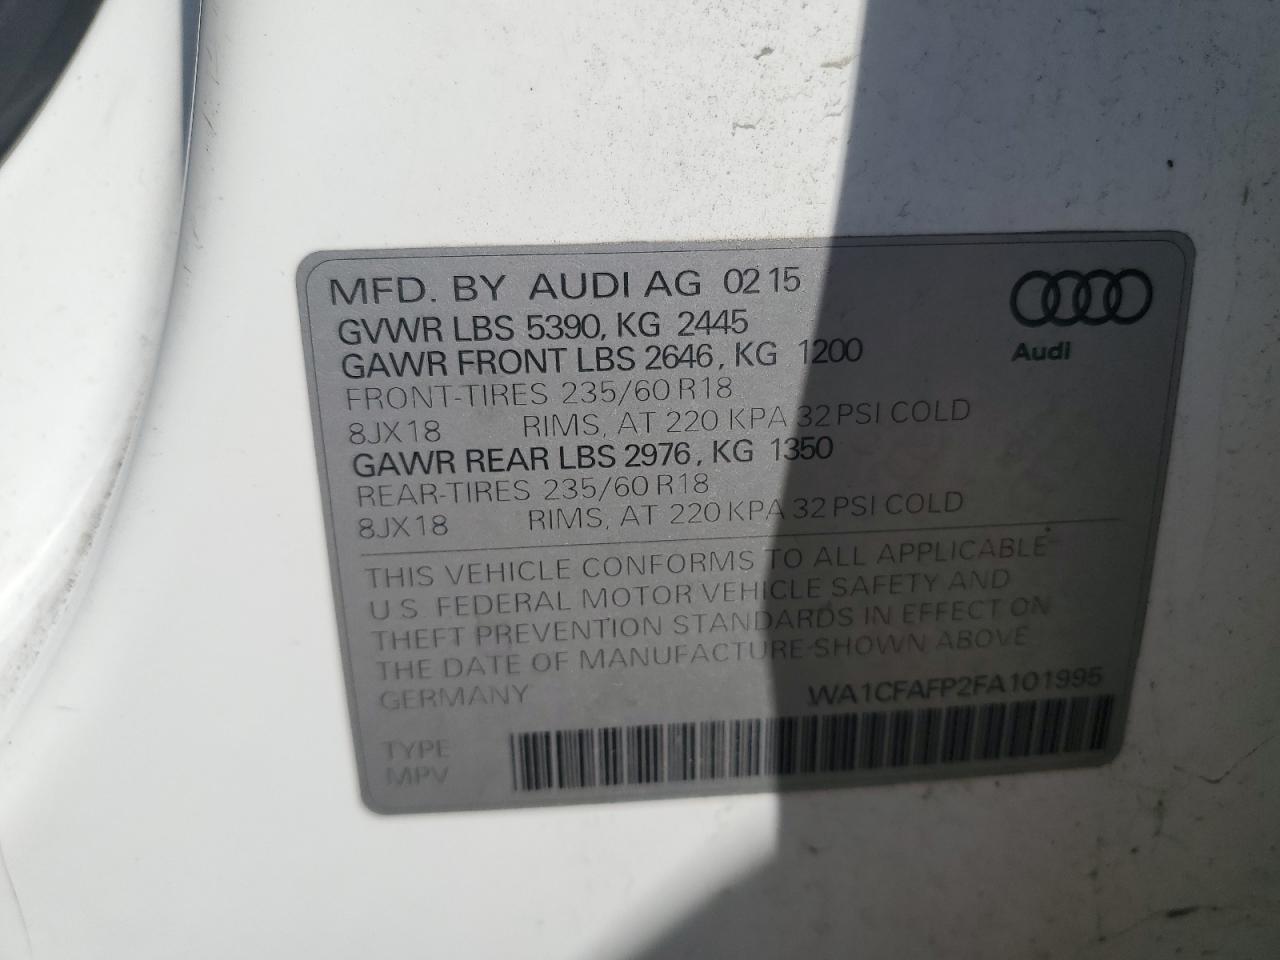 MFD. BY AUDI AG 02 15
GVWR LBS 5390, KG 2445
GAWR FRONT LBS 2646, KG 1200
FRONT-TIRES 235/60 R18
8JX18 RIMS, AT 220 KPA 32 PSI COLD
GAWR REAR LBS 2976, KG 1350
REAR-TIRES 235/60 R18
8JX18 RIMS, AT 220 KPA 32 PSI COLD
Audi
THIS VEHICLE CONFORMS TO ALL APPLICABLE
U S FEDERAL MOTOR VEHICLE SAFETY AND
THEFT PREVENTION STANDARDS IN EFFECT ON
THE DATE OF MANUFACTURE SHOWN ABOVE
GERMANY WA1CFAFP2FA101995
TYPE
MPV